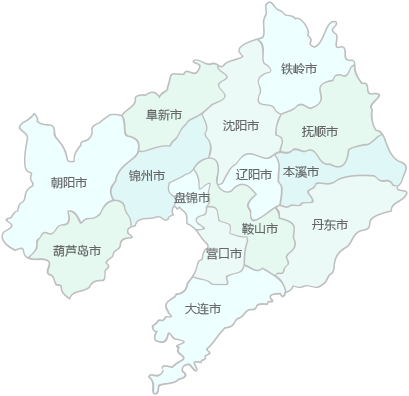 铁岭市
阜新市
沈阳市
抚顺市
朝阳市
锦州市
辽阳市
本溪市
盘锦市
丹东市
鞍山市
葫芦岛市
营口市
大连市